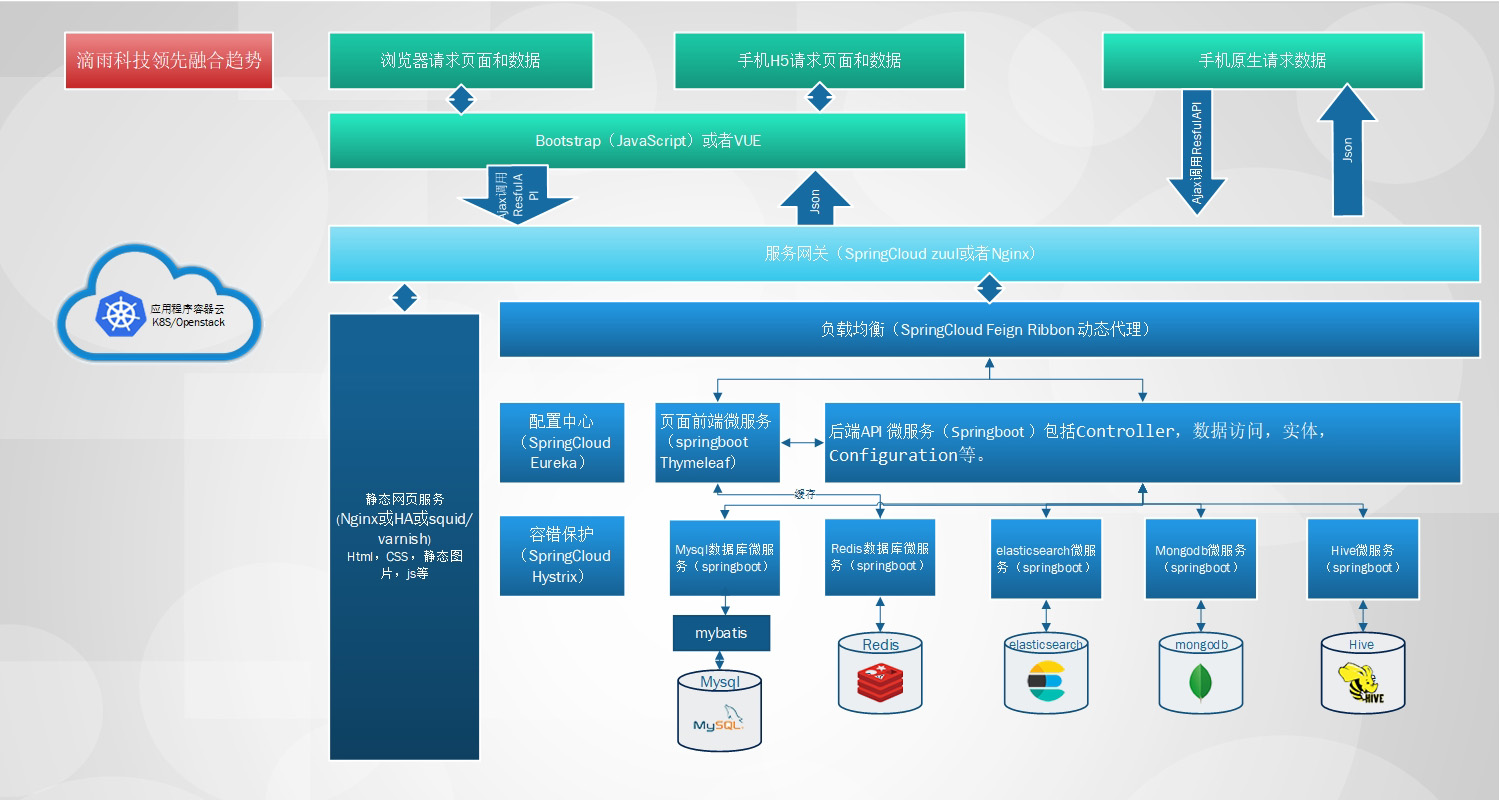 滴雨科技领先融合趋势
浏览器请求页面和数据
手机H5请求页面和数据
手机原生请求数据
Bootstrap（JavaScript）或者VUE
Ajax调用
ResfulA
PI
Json
Ajax调用ResfulAPI
Json
服务网关（SpringCloud zuul或者Nginx）
应用程序容器云
K8S/Openstack
负载均衡（SpringCloud Feign Ribbon 动态代理）
静态网页服务
(Nginx或HA或squid/
varnish)
Html，CSS，静态图
片，js等
配置中心
（SpringCloud
Eureka）
页面前端微服务
（springboot
Thymeleaf）
后端API 微服务（Springboot ）包括Controller，数据访问，实体，
Configuration等。
缓存
容错保护
（SpringCloud
Hystrix）
Mysql数据库微服
务（springboot）
Redis数据库微服
务（springboot）
elasticsearch微服
务（springboot）
Mongodb微服务
（springboot）
Hive微服务
（springboot）
mybatis
Mysql
MySQL
Redis
elasticsearch
mongodb
Hive
HIVE